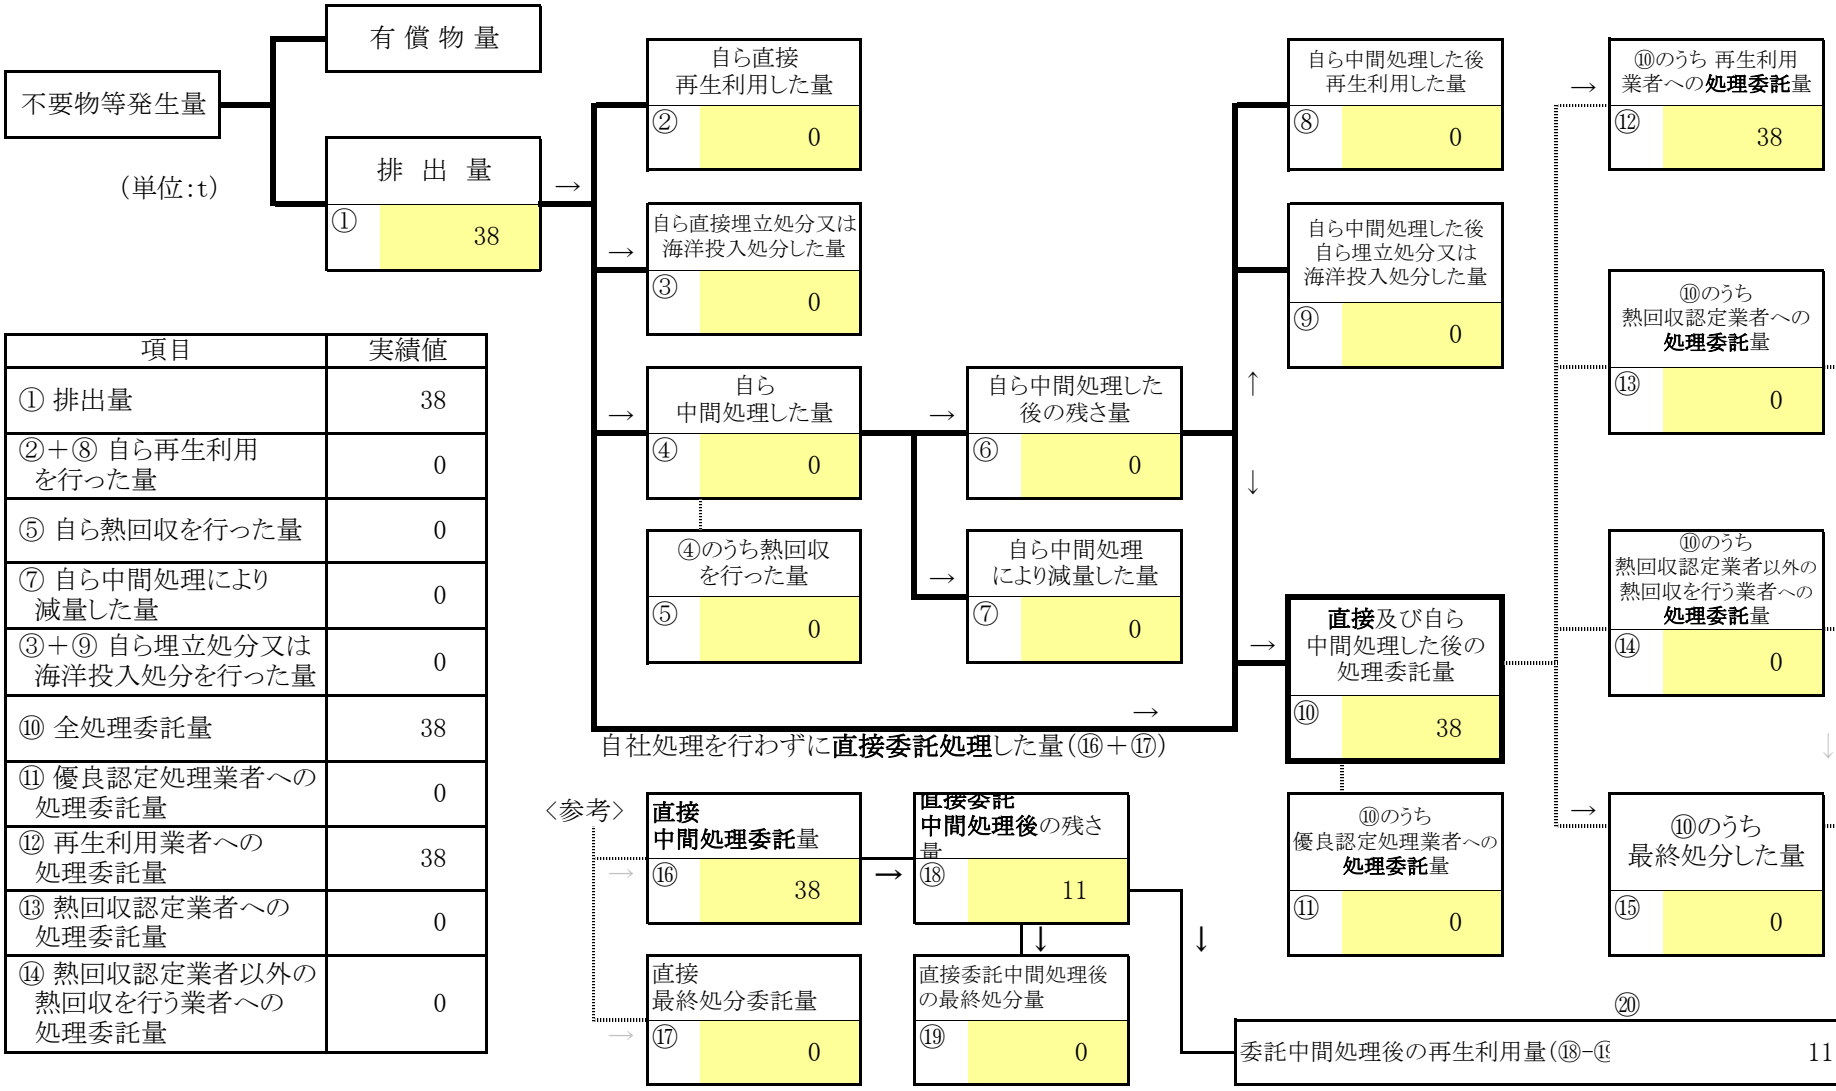 有 償 物 量
不要物等発生量
(単位:t)
排 出 量
→
① 38
項目 実績値
① 排出量 38
②+⑧ 自ら再生利用
を行った量 0
⑤ 自ら熱回収を行った量 0
⑦ 自ら中間処理により
減量した量 0
③+⑨ 自ら埋立処分又は
海洋投入処分を行った量 0
⑩ 全処理委託量 38
⑪ 優良認定処理業者への
処理委託量 0
⑫ 再生利用業者への
処理委託量 38
⑬ 熱回収認定業者への
処理委託量 0
⑭ 熱回収認定業者以外の
熱回収を行う業者への
処理委託量 0
自ら直接
再生利用した量
② 0
→
自ら直接埋立処分又は
海洋投入処分した量
③ 0
→
自ら
中間処理した量
④ 0
④のうち熱回収
を行った量
⑤ 0
→
自ら中間処理した
後の残さ量
⑥ 0
→
自ら中間処理
により減量した量
⑦ 0
→
自社処理を行わずに直接委託処理した量(⑯+⑰)
自ら中間処理した後
再生利用した量
⑧ 0
自ら中間処理した後
自ら埋立処分又は
海洋投入処分した量
⑨ 0
↑
↓
→
直接及び自ら
中間処理した後の
処理委託量
⑩ 38
⑩のうち
優良認定処理業者への
処理委託量
⑪ 0
→
⑩のうち 再生利用
業者への処理委託量
⑫ 38
⑩のうち
熱回収認定業者への
処理委託量
⑬ 0
⑩のうち
熱回収認定業者以外の
熱回収を行う業者への
処理委託量
⑭ 0
↓
→
⑩のうち
最終処分した量
⑮ 0
<参考>
→
直接
中間処理委託量
⑯ 38
→
直接委託
中間処理後の残さ
量
⑱ 11
↓
↓
→
直接
最終処分委託量
⑰ 0
直接委託中間処理後
の最終処分量
⑲ 0
⑳
委託中間処理後の再生利用量(⑱-⑲ 11